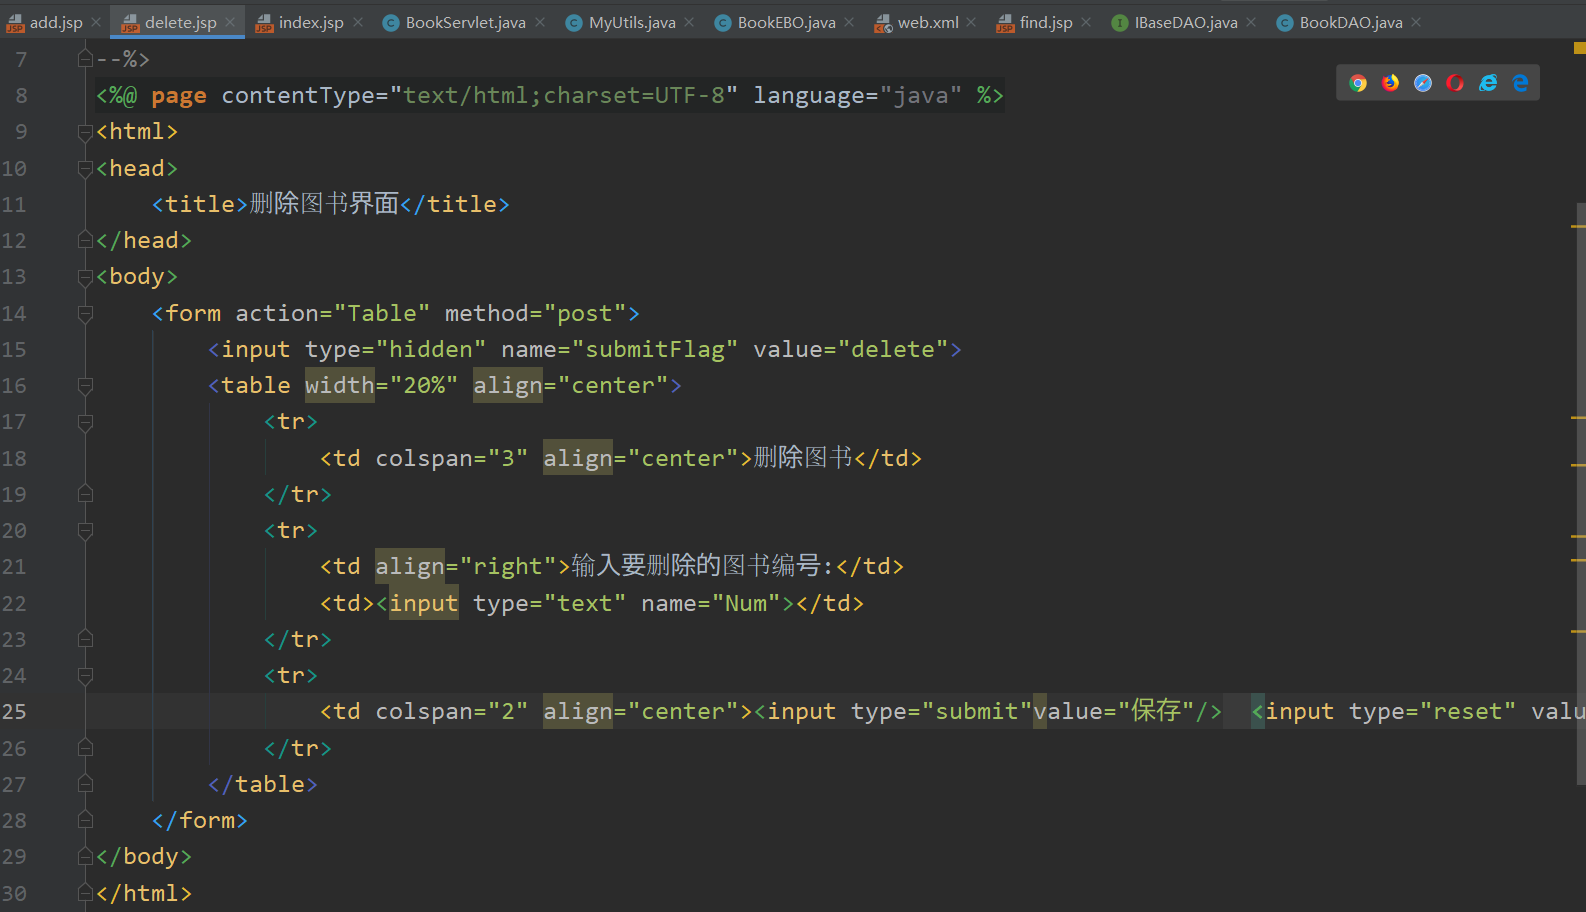 add.jsp delete.jsp index.jsp BookServlet.java MyUtils.java BookEBO.java web.xml find.jsp IBaseDAO.java BookDAO.java
7 --%>
8 <%@ page contentType="text/html;charset=UTF-8" language="java" %>
9 <html>
10 <head>
11 <title>删除图书界面</title>
12 </head>
13 <body>
14 <form action="Table" method="post">
15 <input type="hidden" name="submitFlag" value="delete">
16 <table width="20%" align="center">
17 <tr>
18 <td colspan="3" align="center">删除图书</td>
19 </tr>
20 <tr>
21 <td align="right">输入要删除的图书编号:</td>
22 <td><input type="text" name="Num"></td>
23 </tr>
24 <tr>
25 <td colspan="2" align="center"><input type="submit"value="保存"/> <input type="reset" valu
26 </tr>
27 </table>
28 </form>
29 </body>
30 </html>